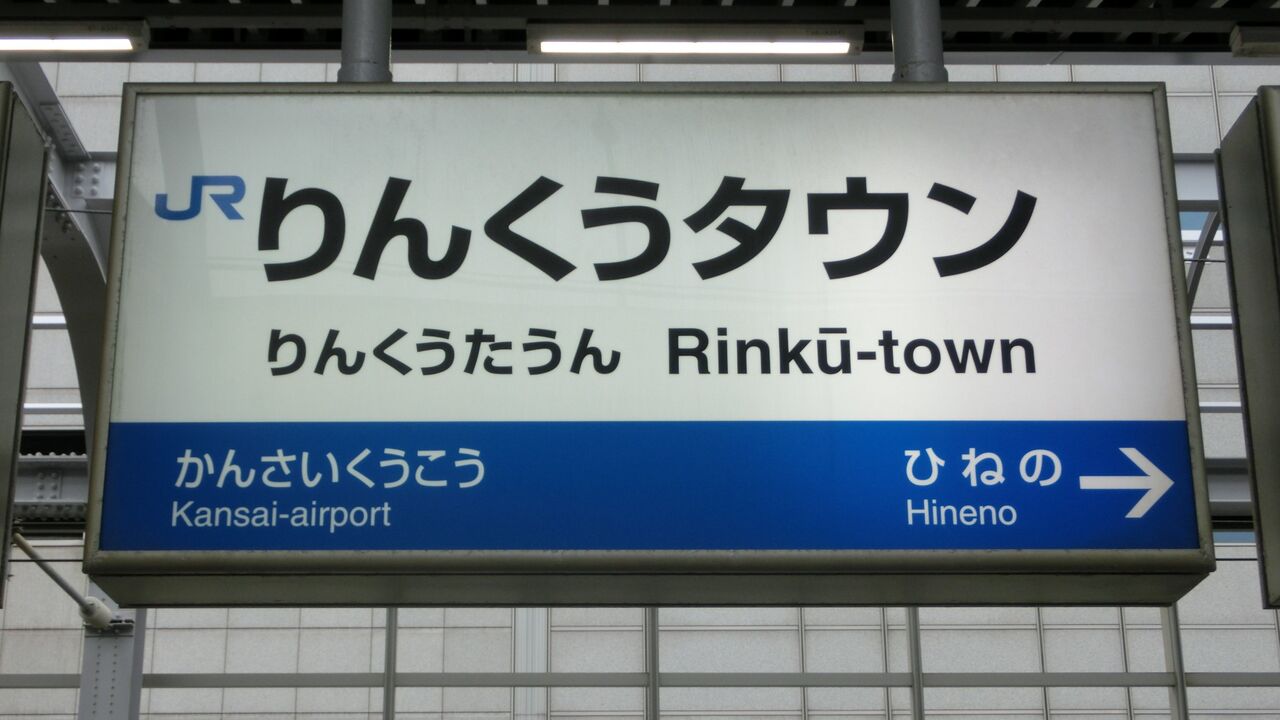 JR りんくうタウン
りんくうたうん Rinkū-town
かんさいくうこう ひねの →
Kansai-airport Hineno